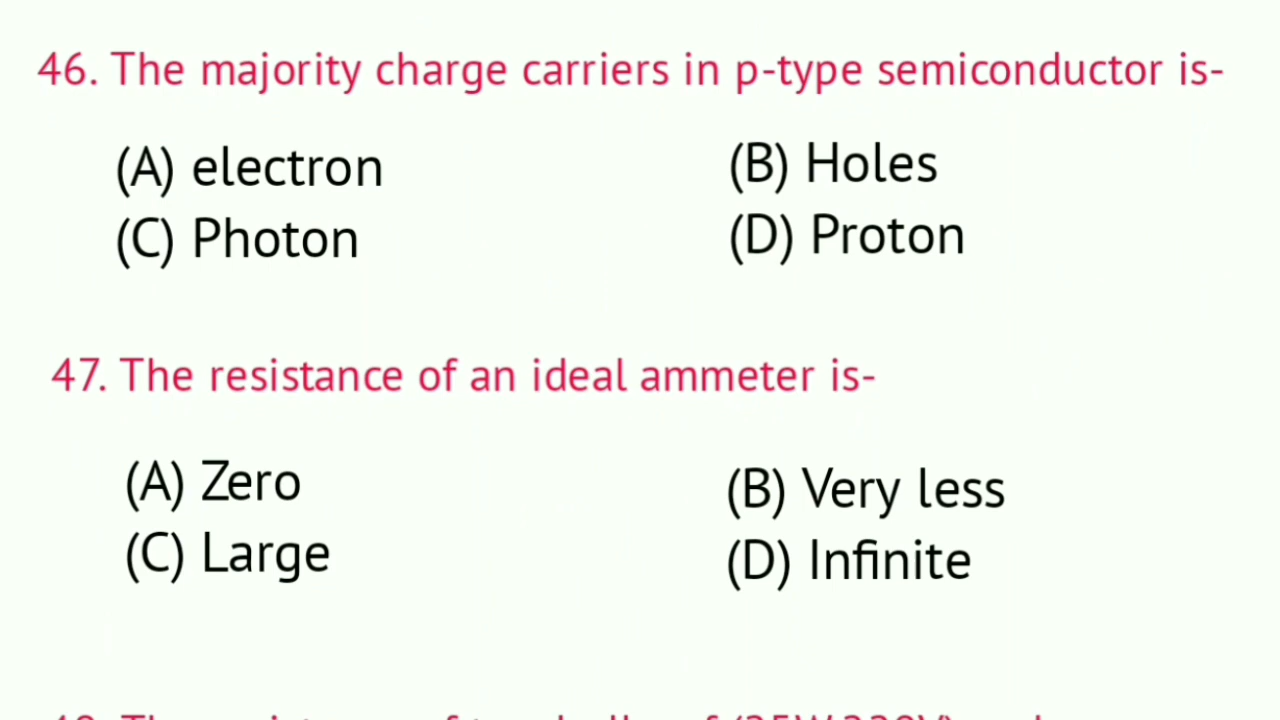 46. The majority charge carriers in p-type semiconductor is-
(A) electron (B) Holes
(C) Photon (D) Proton
47. The resistance of an ideal ammeter is-
(A) Zero (B) Very less
(C) Large (D) Infinite